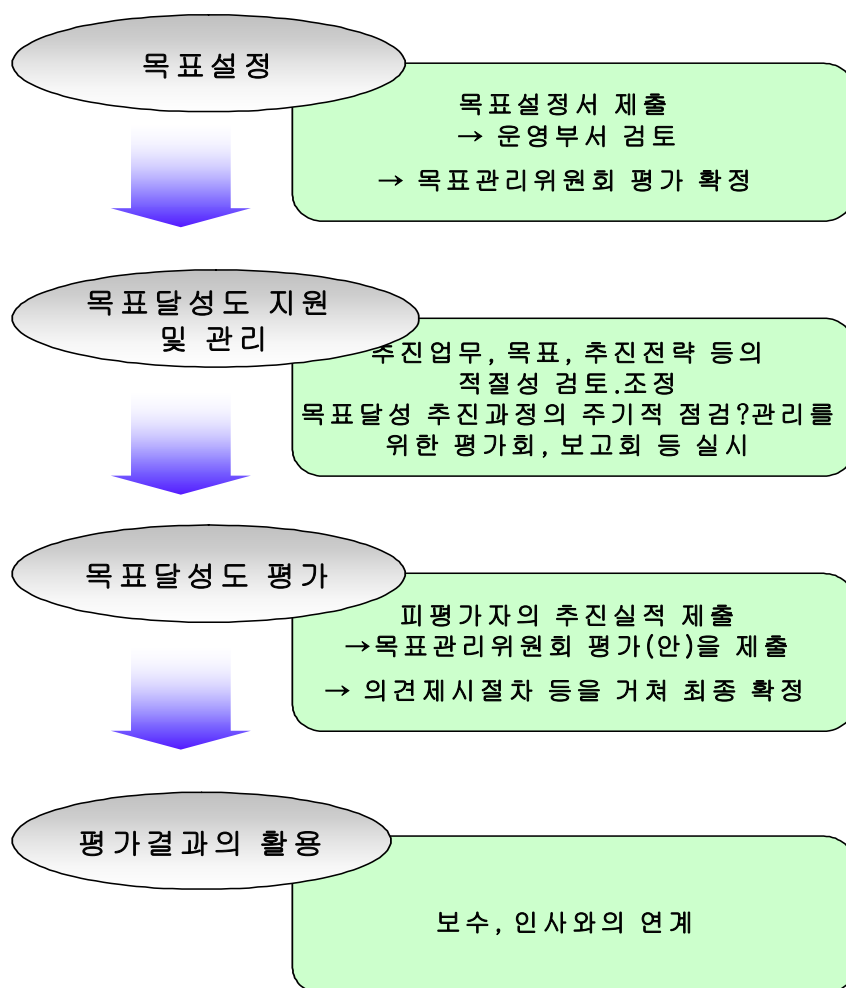 목표설정
목표설정서 제출
→ 운영부서 검토
→ 목표관리위원회 평가 확정
목표달성도 지원
및 관리
추진업무, 목표, 추진전략 등의
적절성 검토.조정
목표달성 추진과정의 주기적 점검?관리를
위한 평가회, 보고회 등 실시
목표달성도 평가
피평가자의 추진실적 제출
→목표관리위원회 평가(안)을 제출
→ 의견제시절차 등을 거쳐 최종 확정
평가결과의 활용
보수, 인사와의 연계